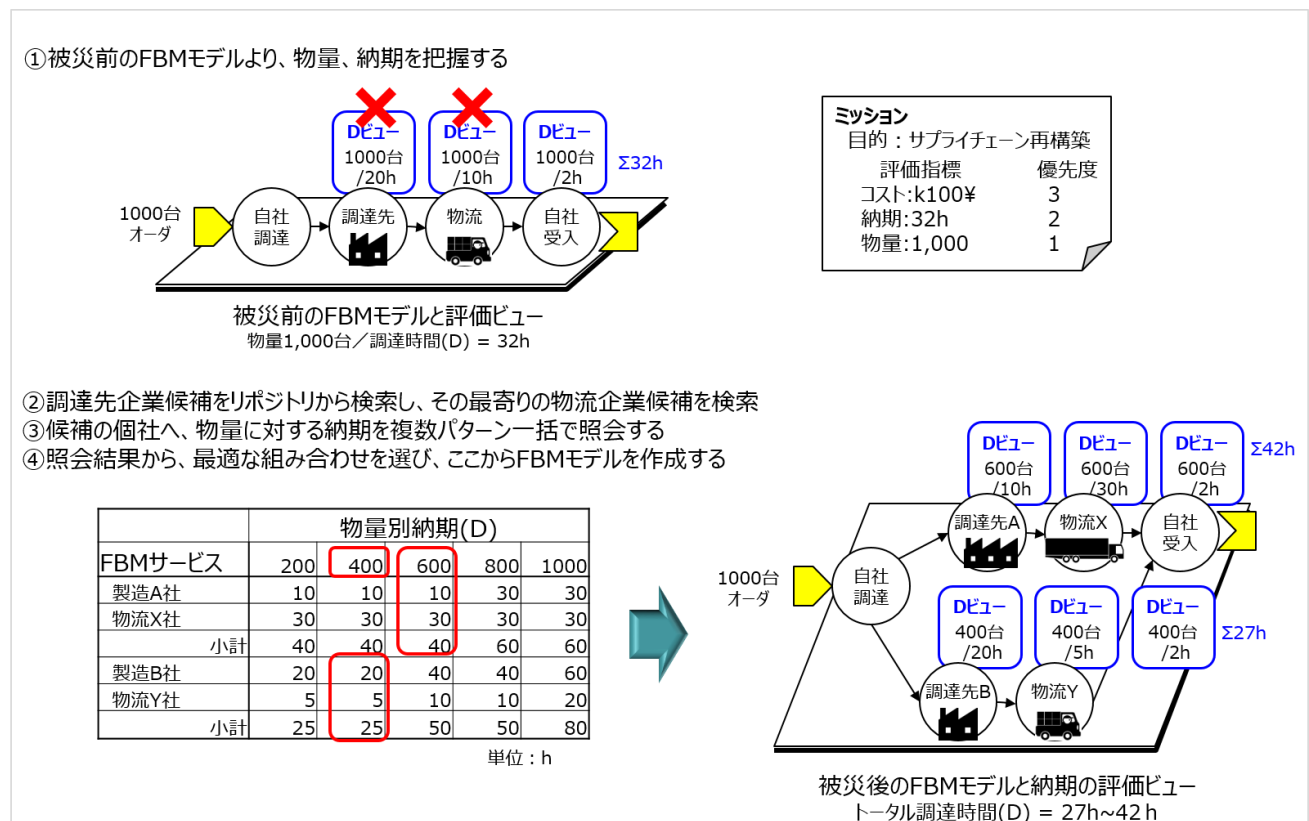 ①被災前のFBMモデルより、物量、納期を把握する
Dビュー
1000台
/20h
Dビュー
1000台
/10h
Dビュー
1000台
/2h
Σ32h
1000台
オーダ
自社
調達
調達先
物流
自社
受入
被災前のFBMモデルと評価ビュー
物量1,000台／調達時間(D) = 32h
ミッション
目的：サプライチェーン再構築
評価指標 優先度
コスト:k100¥ 3
納期:32h 2
物量:1,000 1
②調達先企業候補をリポジトリから検索し、その最寄りの物流企業候補を検索
③候補の個社へ、物量に対する納期を複数パターン一括で照会する
④照会結果から、最適な組み合わせを選び、ここからFBMモデルを作成する
物量別納期(D)
FBMサービス 200 400 600 800 1000
製造A社 10 10 10 30 30
物流X社 30 30 30 30 30
小計 40 40 40 60 60
製造B社 20 20 40 40 60
物流Y社 5 5 10 10 20
小計 25 25 50 50 80
単位：h
Dビュー
600台
/10h
Dビュー
600台
/30h
Dビュー
600台
/2h
Σ42h
調達先A
物流X
自社
受入
1000台
オーダ
自社
調達
Dビュー
400台
/20h
Dビュー
400台
/5h
Dビュー
400台
/2h
Σ27h
調達先B
物流Y
被災後のFBMモデルと納期の評価ビュー
トータル調達時間(D) = 27h~42h